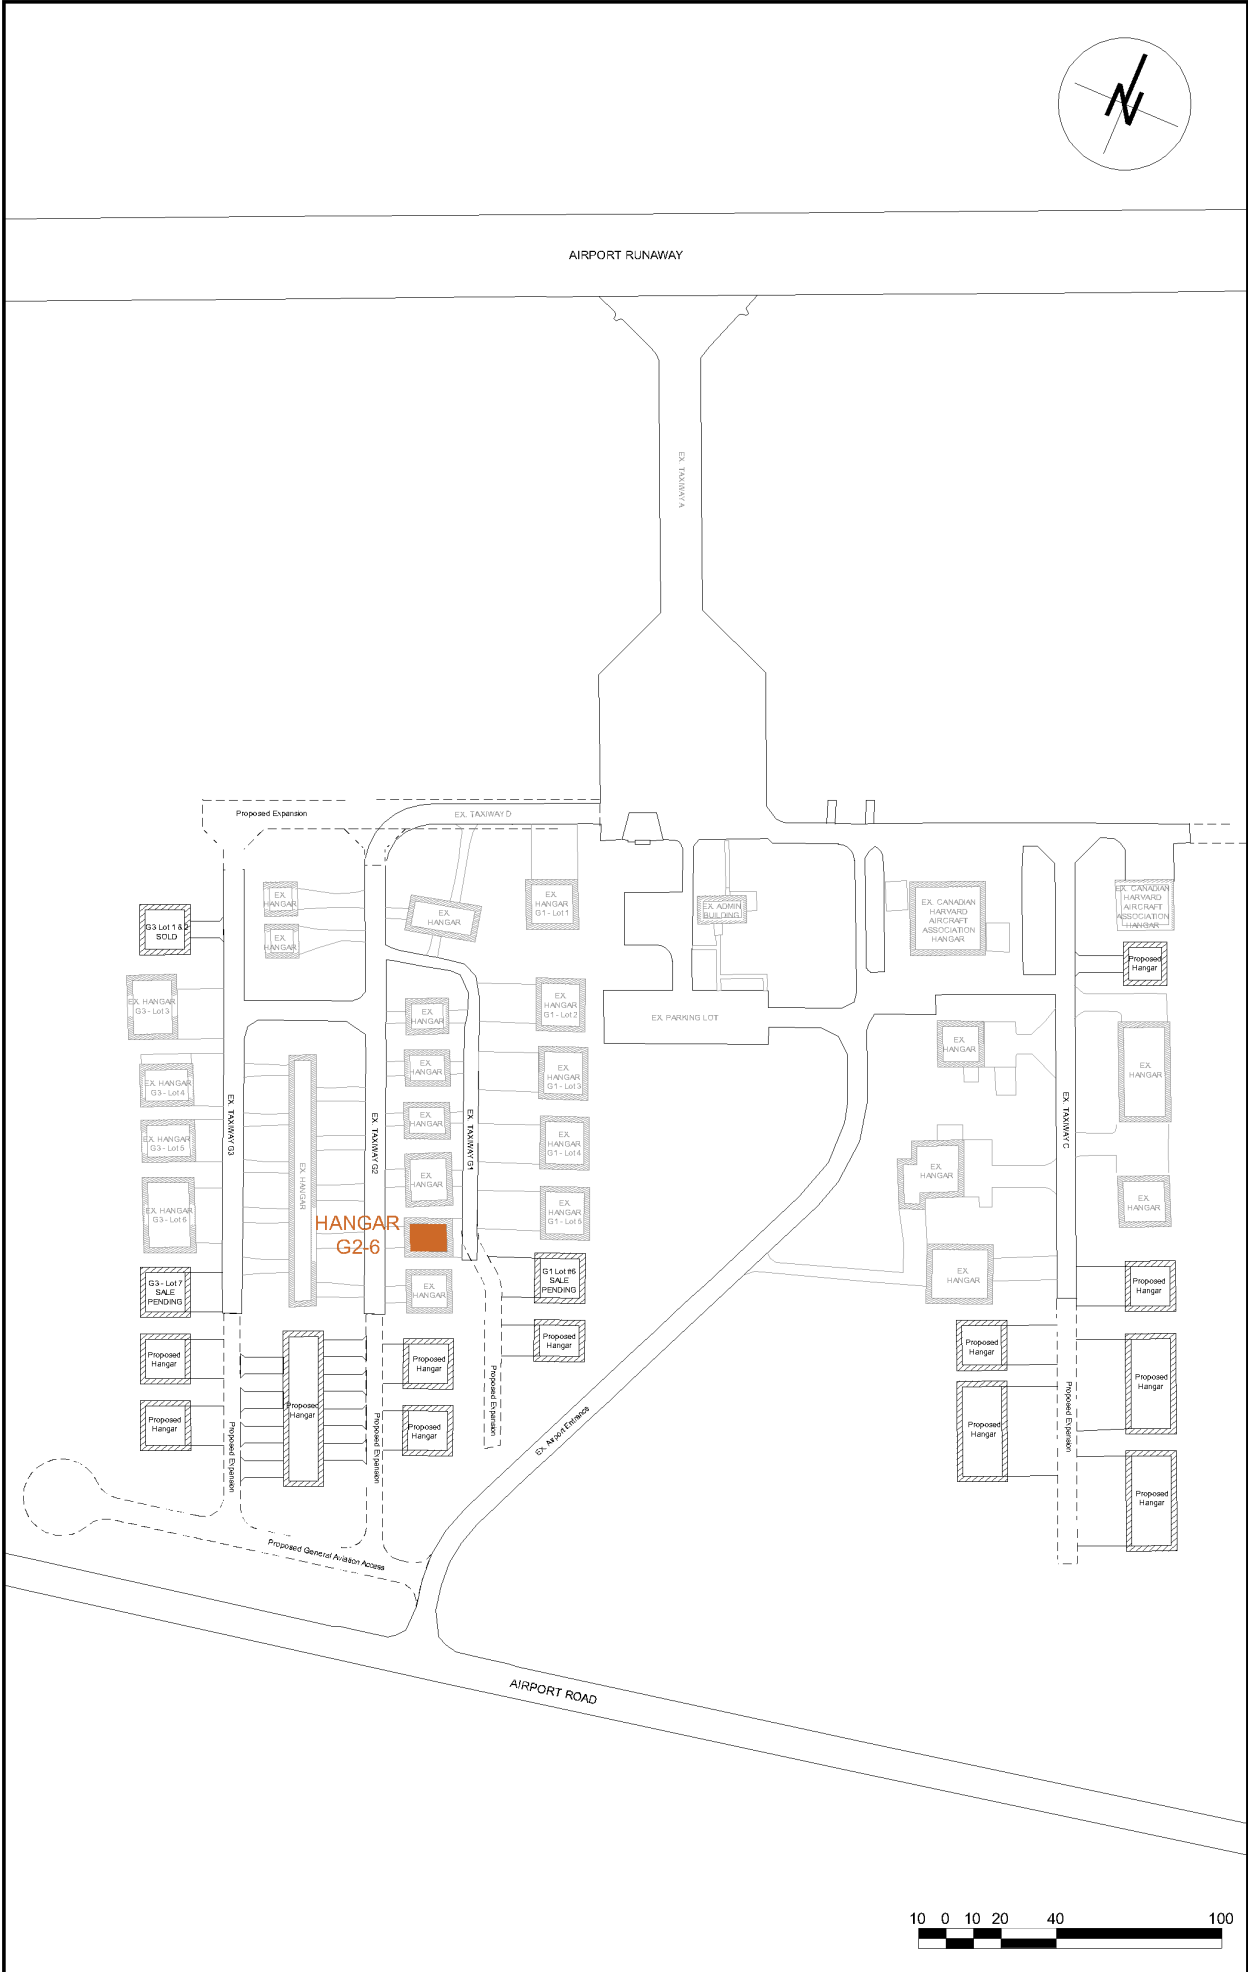 N
AIRPORT RUNAWAY
EX. TAXIWAY A
Proposed Expansion
EX. TAXIWAY D
EX.
HANGAR
EX.
HANGAR
EX.
HANGAR
EX.
HANGAR
G1 - Lot 1
EX. ADMIN
BUILDING
EX. CANADIAN
HARVARD
AIRCRAFT
ASSOCIATION
HANGAR
EX. CANADIAN
HARVARD
AIRCRAFT
ASSOCIATION
HANGAR
G3 Lot 1 & 2
SOLD
Proposed
Hangar
EX. HANGAR
G3 - Lot 3
EX.
HANGAR
EX.
HANGAR
G1 - Lot 2
EX. PARKING LOT
EX.
HANGAR
EX.
HANGAR
EX. HANGAR
G3 - Lot 4
EX.
HANGAR
EX.
HANGAR
G1 - Lot 3
EX. TAXIWAY G3
EX. TAXIWAY G2
EX. TAXIWAY G1
EX. TAXIWAY C
EX. HANGAR
G3 - Lot 5
EX.
HANGAR
EX.
HANGAR
G1 - Lot 4
EX. HANGAR
EX.
HANGAR
EX.
HANGAR
EX. HANGAR
G3 - Lot 6
EX.
HANGAR
G1 - Lot 5
EX.
HANGAR
HANGAR
G2-6
G3 - Lot 7
SALE
PENDING
EX.
HANGAR
G1 Lot #6
SALE
PENDING
EX.
HANGAR
Proposed
Hangar
Proposed
Hangar
Proposed
Hangar
Proposed
Hangar
Proposed
Hangar
Proposed
Hangar
Proposed
Hangar
Proposed
Hangar
Proposed
Hangar
Proposed
Hangar
Proposed
Hangar
Proposed Expansion
Proposed Expansion
Proposed Expansion
Proposed Expansion
Ex. Airport Entrance
Proposed
Hangar
Proposed General Aviation Access
AIRPORT ROAD
10 0 10 20 40 100